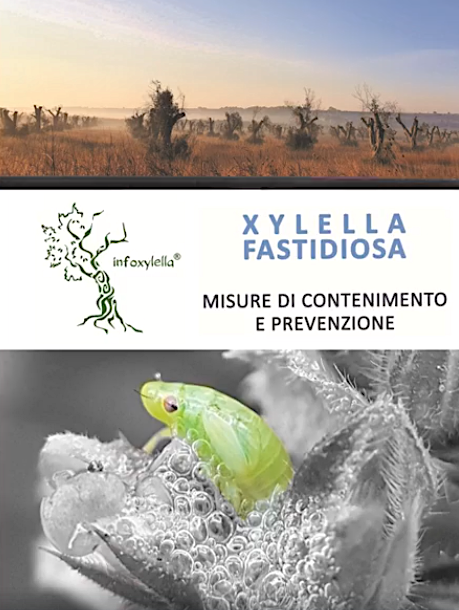 infoxylella®
XYLELLA
FASTIDIOSA
MISURE DI CONTENIMENTO
E PREVENZIONE